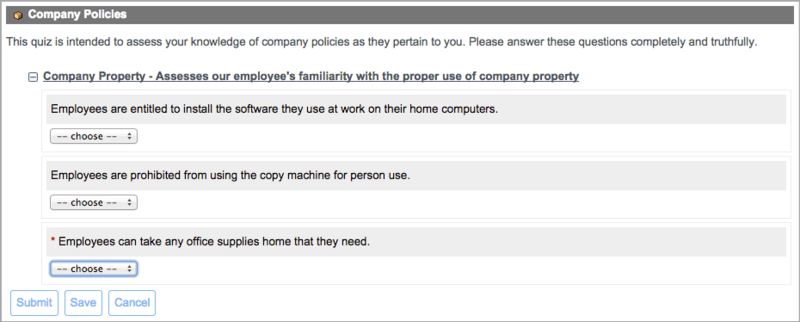 Company Policies
This quiz is intended to assess your knowledge of company policies as they pertain to you. Please answer these questions completely and truthfully.
Company Property - Assesses our employee's familiarity with the proper use of company property
Employees are entitled to install the software they use at work on their home computers.
-- choose --
Employees are prohibited from using the copy machine for person use.
-- choose --
* Employees can take any office supplies home that they need.
-- choose --
Submit Save Cancel